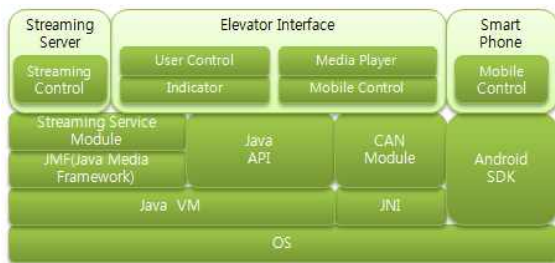 Streaming
Server
Streaming
Control
Elevator Interface
User Control
Media Player
Indicator
Mobile Control
Smart
Phone
Mobile
Control
Streaming Service
Module
JMF(Java Media
Framework)
Java
API
CAN
Module
Android
SDK
Java VM
JNI
OS